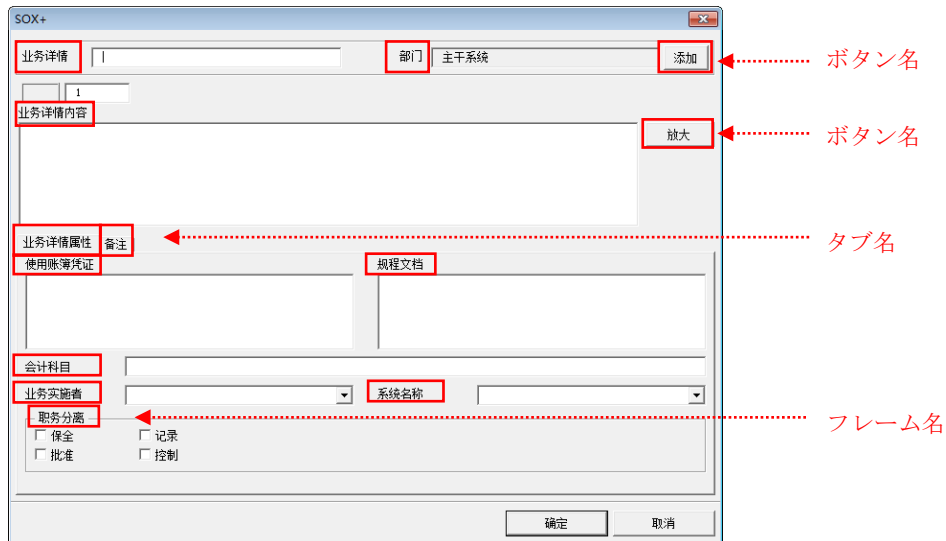 SOX+
业务详情 部门 主干系统 添加 ボタン名
1
业务详情内容
放大 ボタン名
业务详情属性 备注 タブ名
使用账簿凭证 规程文档
会计科目
业务实施者 系统名称
职务分离 フレーム名
保全 记录
批准 控制
确定 取消